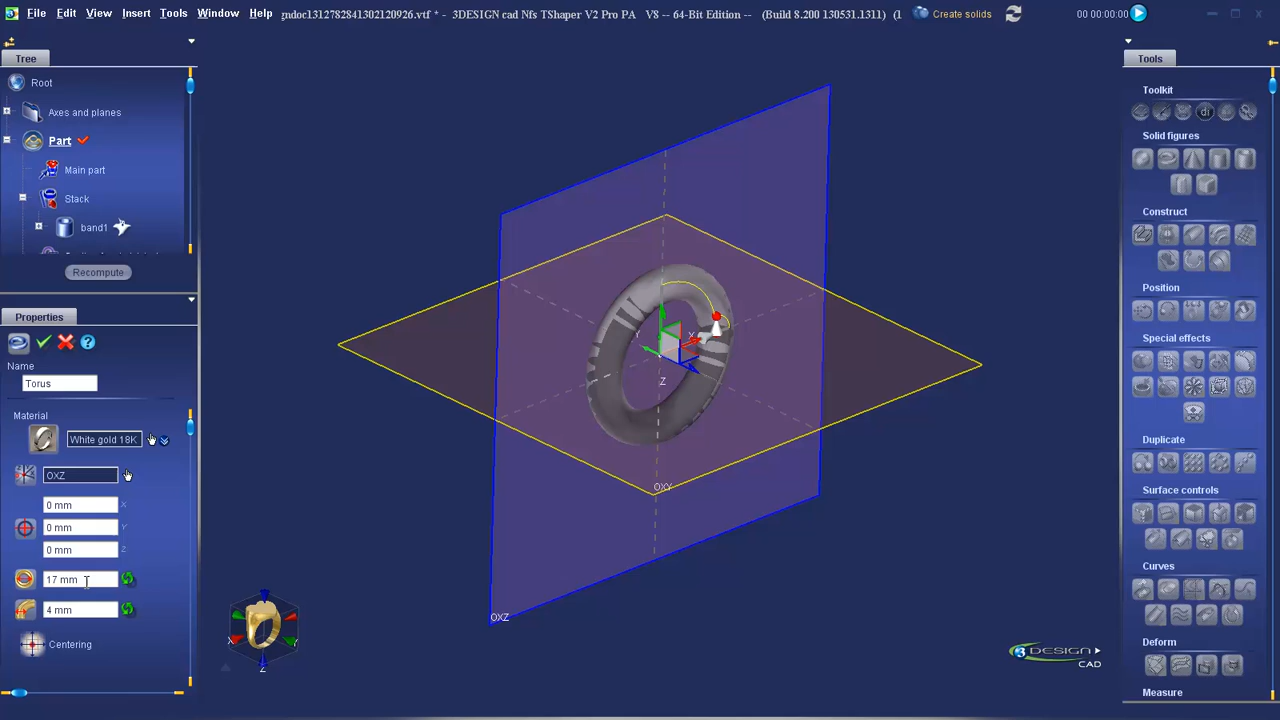 File Edit View Insert Tools Window Help gndoc1312782841302120926.vtf * - 3DESIGN cad Nfs TShaper V2 Pro PA V8 -- 64-Bit Edition -- (Build 8.200 130531.1311) (1 Create solids 00 00:00:00
Tree
Root
Axes and planes
Part
Main part
Stack
band1
Recompute
Properties
Name
Torus
Material
White gold 18K
OXZ
0 mm X
0 mm Y
0 mm Z
17 mm
4 mm
Centering
X
Y
Z
OXY
OXZ
X Y
Z
3DESIGN
CAD
Tools
Toolkit
di
Solid figures
Construct
Position
Special effects
Duplicate
Surface controls
Curves
Deform
Measure